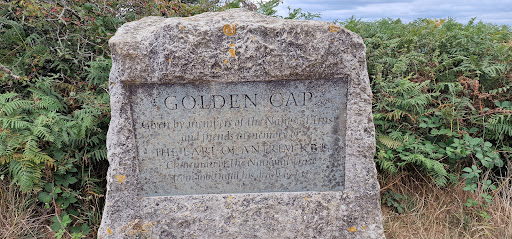 GOLDEN CAP
Given by members of the National Trust
and friends in memory of
THE EARL OF ANTRIM K.B.E.
Chairman of the National Trust